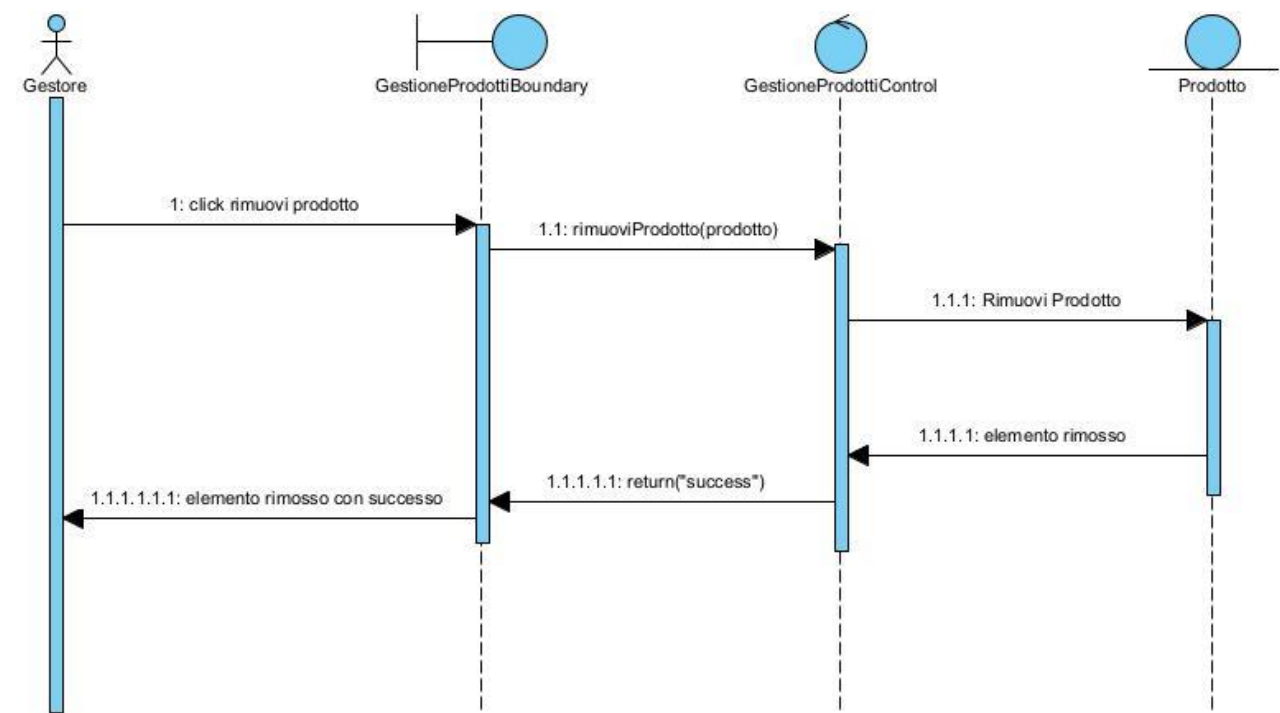 Gestore
GestioneProdottiBoundary
GestioneProdottiControl
Prodotto
1: click rimuovi prodotto
1.1: rimuoviProdotto(prodotto)
1.1.1: Rimuovi Prodotto
1.1.1.1: elemento rimosso
1.1.1.1.1: return("success")
1.1.1.1.1.1: elemento rimosso con successo